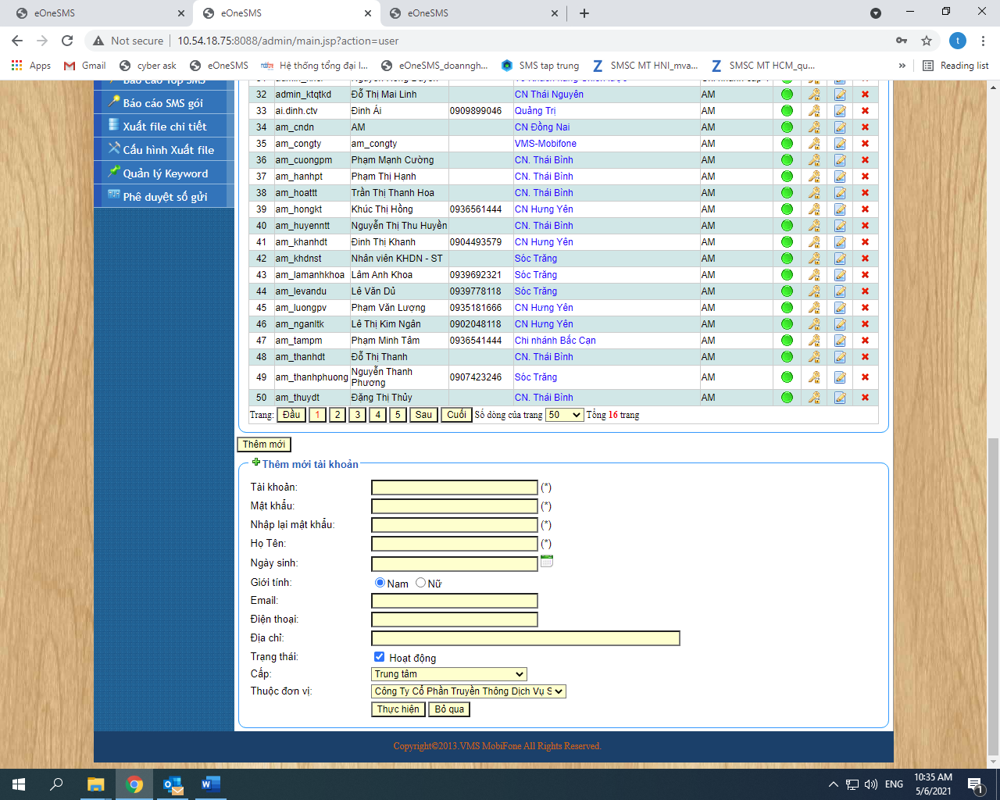 eOneSMS
eOneSMS
eOneSMS
Not secure 10.54.18.75:8088/admin/main.jsp?action=user
Apps Gmail cyber ask eOneSMS Hệ thống tổng đài l... eOneSMS_doanngh... SMS tap trung SMSC MT HNI_mva... SMSC MT HCM_qu... » Reading list
Báo cáo Top SMS
Báo cáo SMS gói
Xuất file chi tiết
Cấu hình Xuất file
Quản lý Keyword
Phê duyệt số gửi
32 admin_ktqtkd Đỗ Thị Mai Linh CN Thái Nguyên AM
33 ai.dinh.ctv Đinh Ái 0909899046 Quảng Trị AM
34 am_cndn AM CN Đồng Nai AM
35 am_congty am_congty VMS-Mobifone AM
36 am_cuongpm Phạm Mạnh Cường CN. Thái Bình AM
37 am_hanhpt Phạm Thị Hạnh CN. Thái Bình AM
38 am_hoattt Trần Thị Thanh Hoa CN. Thái Bình AM
39 am_hongkt Khúc Thị Hồng 0936561444 CN Hưng Yên AM
40 am_huyenntt Nguyễn Thị Thu Huyền CN. Thái Bình AM
41 am_khanhdt Đinh Thị Khanh 0904493579 CN Hưng Yên AM
42 am_khdnst Nhân viên KHDN - ST Sóc Trăng AM
43 am_lamanhkhoa Lâm Anh Khoa 0939692321 Sóc Trăng AM
44 am_levandu Lê Văn Dủ 0939778118 Sóc Trăng AM
45 am_luongpv Phạm Văn Lượng 0935181666 CN Hưng Yên AM
46 am_nganltk Lê Thị Kim Ngân 0902048118 CN Hưng Yên AM
47 am_tampm Phạm Minh Tâm 0936541444 Chi nhánh Bắc Cạn AM
48 am_thanhdt Đỗ Thị Thanh CN. Thái Bình AM
49 am_thanhphuong Nguyễn Thanh Phương 0907423246 Sóc Trăng AM
50 am_thuydt Đặng Thị Thủy CN. Thái Bình AM
Trang: Đầu 1 2 3 4 5 Sau Cuối Số dòng của trang 50 Tổng 16 trang
Thêm mới
Thêm mới tài khoản
Tài khoản: (*)
Mật khẩu: (*)
Nhập lại mật khẩu: (*)
Họ Tên: (*)
Ngày sinh:
Giới tính: Nam Nữ
Email:
Điện thoại:
Địa chỉ:
Trạng thái: Hoạt động
Cấp: Trung tâm
Thuộc đơn vị: Công Ty Cổ Phần Truyền Thông Dịch Vụ S
Thực hiện Bỏ qua
Copyright©2013.VMS MobiFone All Rights Reserved.
ENG
10:35 AM
5/6/2021
1